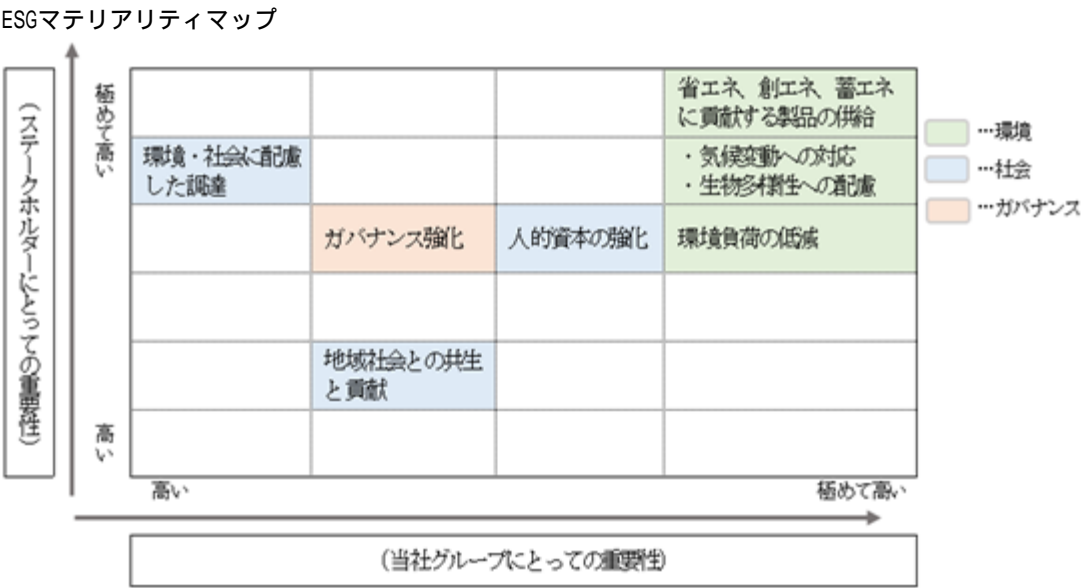 ESGマテリアリティマップ
(ステークホルダーにとっての重要性)
極めて高い
高い
省エネ、創エネ、蓄エネ
に貢献する製品の供給
環境・社会に配慮
した調達
・気候変動への対応
・生物多様性への配慮
ガバナンス強化
人的資本の強化
環境負荷の低減
地域社会との共生
と貢献
…環境
…社会
…ガバナンス
高い
極めて高い
(当社グループにとっての重要性)